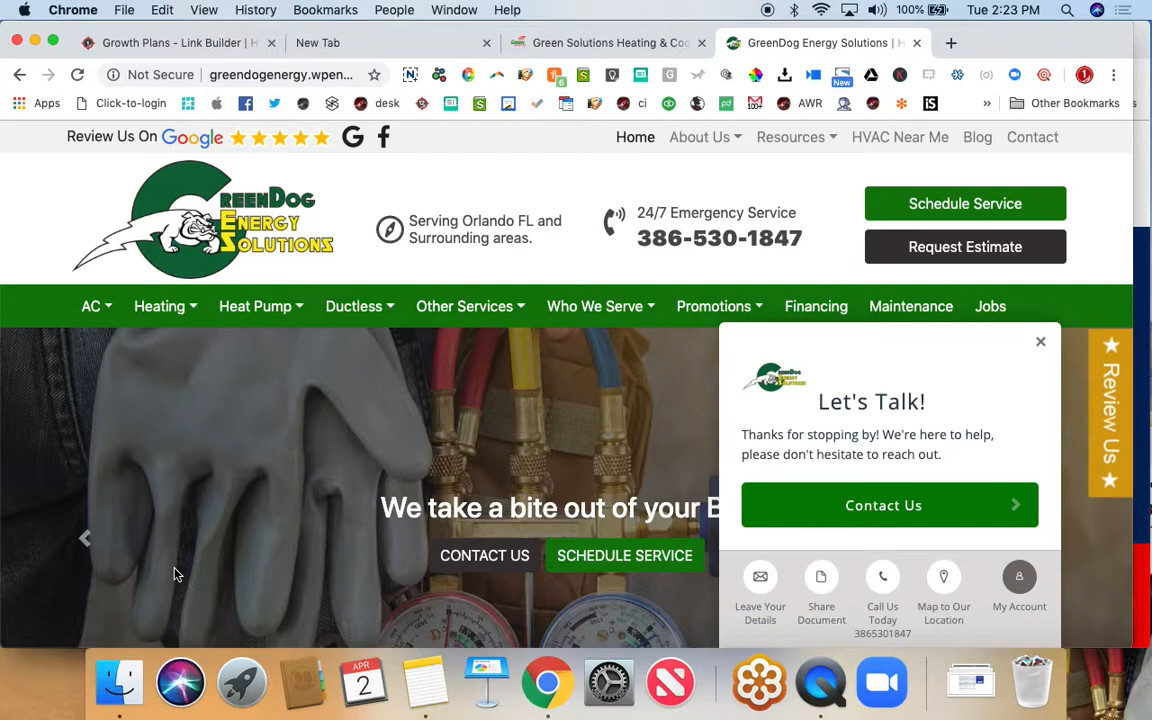 Chrome File Edit View History Bookmarks People Window Help 100% Tue 2:23 PM
Growth Plans - Link Builder | H New Tab Green Solutions Heating & Coo GreenDog Energy Solutions | H
Not Secure greendogenergy.wpen... New 6 1
Apps Click-to-login desk ci 100+ AWR Other Bookmarks
Review Us On Google Home About Us Resources HVAC Near Me Blog Contact
GREENDOG
ENERGY
SOLUTIONS
Serving Orlando FL and
Surrounding areas.
24/7 Emergency Service
386-530-1847
Schedule Service
Request Estimate
AC Heating Heat Pump Ductless Other Services Who We Serve Promotions Financing Maintenance Jobs
We take a bite out of your B
CONTACT US SCHEDULE SERVICE
Let's Talk!
Thanks for stopping by! We're here to help,
please don't hesitate to reach out.
Contact Us
Leave Your
Details
Share
Document
Call Us
Today
3865301847
Map to Our
Location
My Account
★ Review Us ★
APR
2